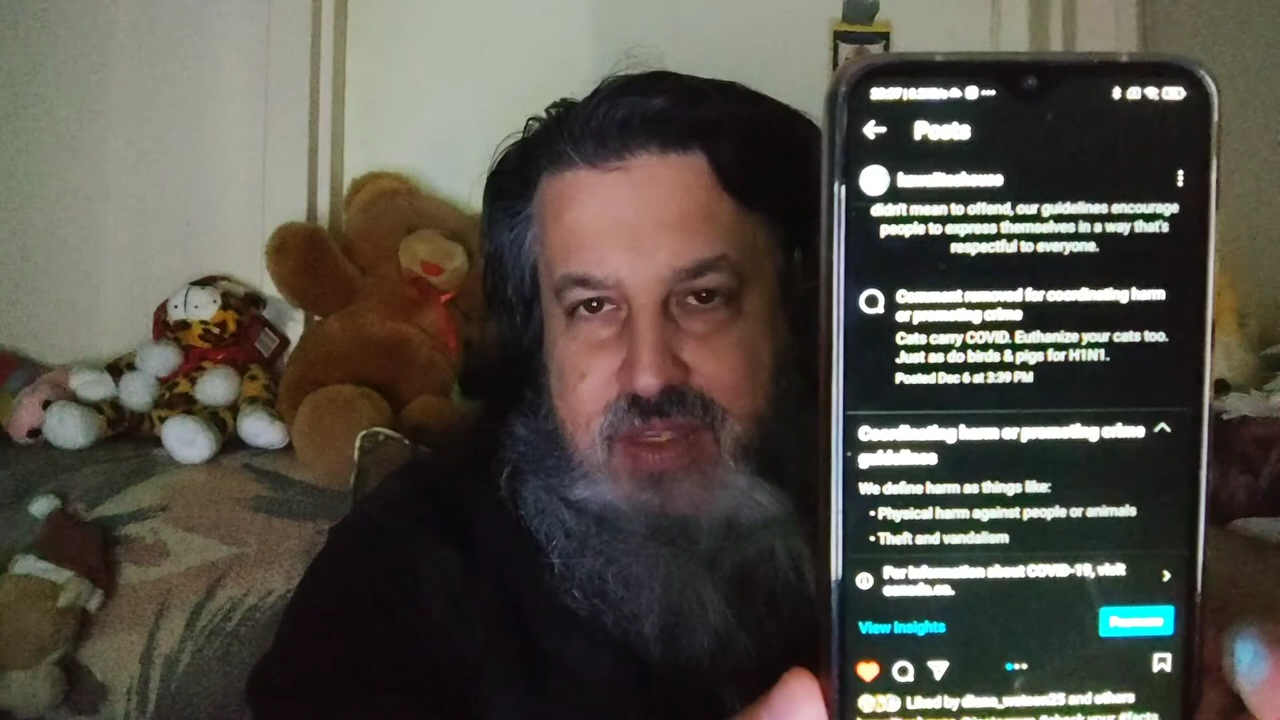 Posts
didn't mean to offend, our guidelines encourage
people to express themselves in a way that's
respectful to everyone.
Comment removed for coordinating harm
or promoting crime
Cats carry COVID. Euthanize your cats too.
Just as do birds & pigs for H1N1.
Posted Dec 6 at 3:39 PM
Coordinating harm or promoting crime
guidelines
We define harm as things like:
• Physical harm against people or animals
• Theft and vandalism
For information about COVID-19, visit
canada.ca.
View Insights
Promote
Liked by diana_watson25 and others